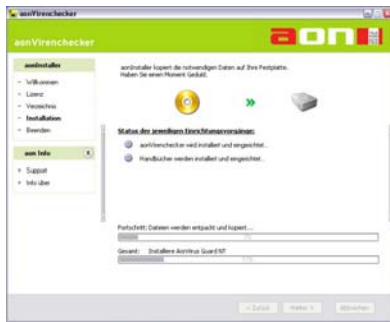 aonVirenchecker
aonVirenchecker
aon
aonInstaller
- Willkommen
- Lizenz
- Verzeichnis
- Installation
- Beenden
aon Info
Support
Info über
aonInstaller kopiert die notwendigen Daten auf Ihre Festplatte.
Haben Sie einen Moment Geduld.
Status der jeweiligen Einrichtungsvorgänge:
aonVirenchecker wird installiert und eingerichtet...
Handbücher werden installiert und eingerichtet...
Fortschritt: Dateien werden entpackt und kopiert...
Gesamt: Installiere AonVirus Guard NT
< Zurück
Weiter >
Abbrechen